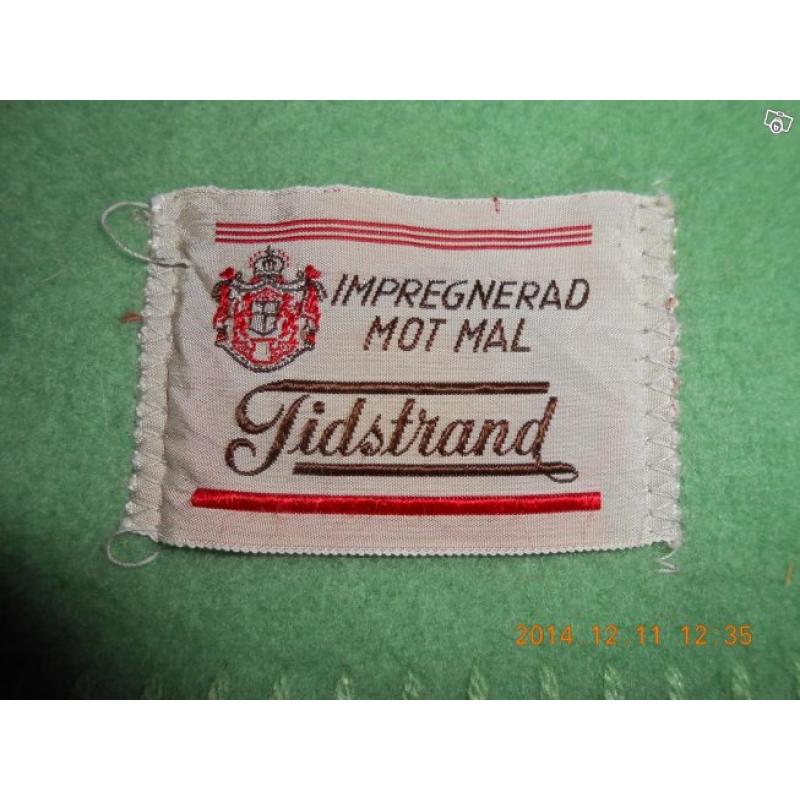 IMPREGNERAD
MOT MAL
Tidstrand
2014.12.11 12:35